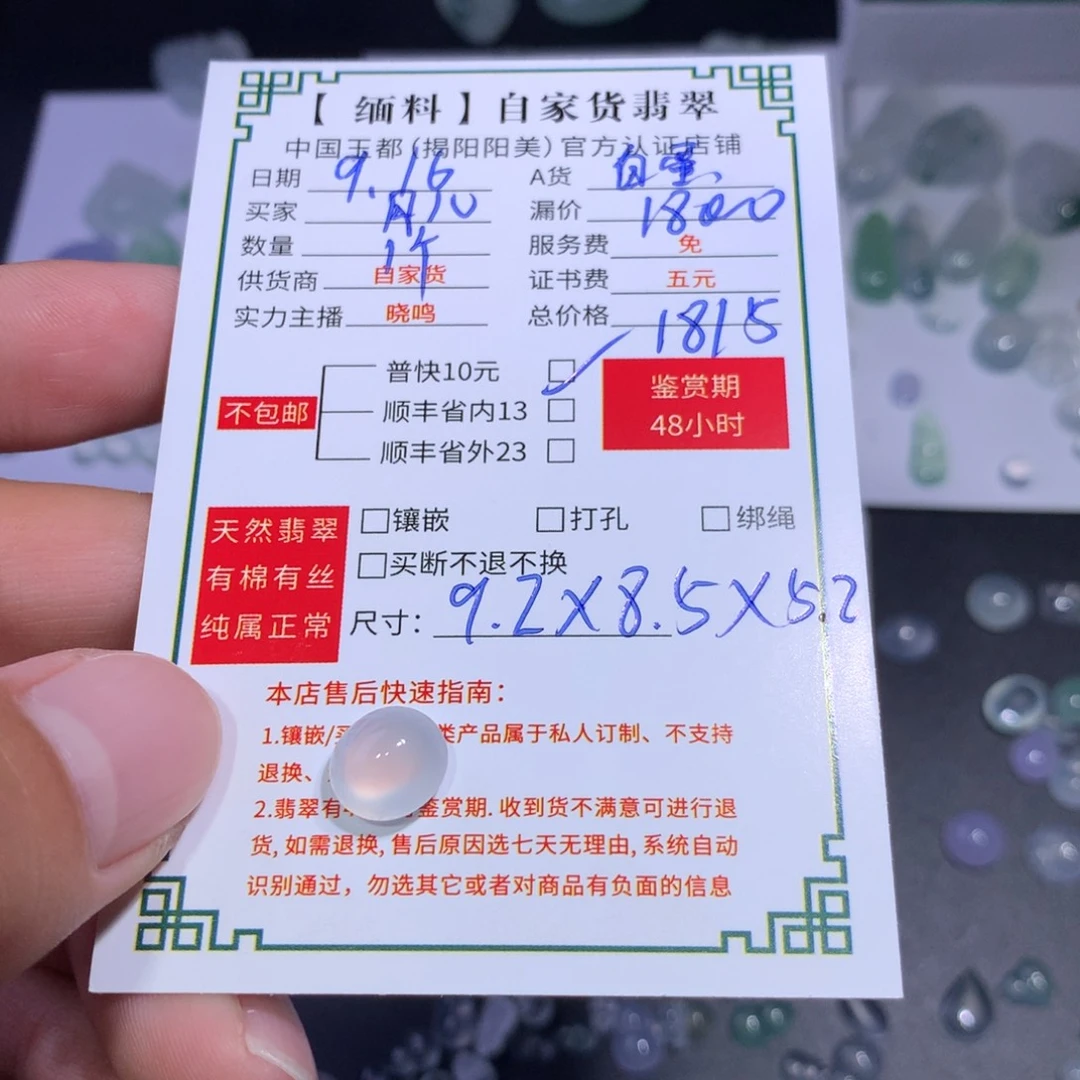 【 缅料 】自家货翡翠
中国玉都(揭阳阳美)官方认证店铺
日期 9.16 A货
买家 漏价 1800
数量 1件 服务费 免
供货商 自家货 证书费 五元
实力主播 晓鸣 总价格 1815
普快10元
不包邮 顺丰省内13
顺丰省外23
鉴赏期
48小时
天然翡翠
有棉有丝
纯属正常
镶嵌 打孔 绑绳
买断不退不换
尺寸: 9.2X8.5X52
本店售后快速指南:
1.镶嵌/ 类产品属于私人订制、不支持
退换、
2.翡翠有 鉴赏期.收到货不满意可进行退
货,如需退换,售后原因选七天无理由,系统自动
识别通过，勿选其它或者对商品有负面的信息